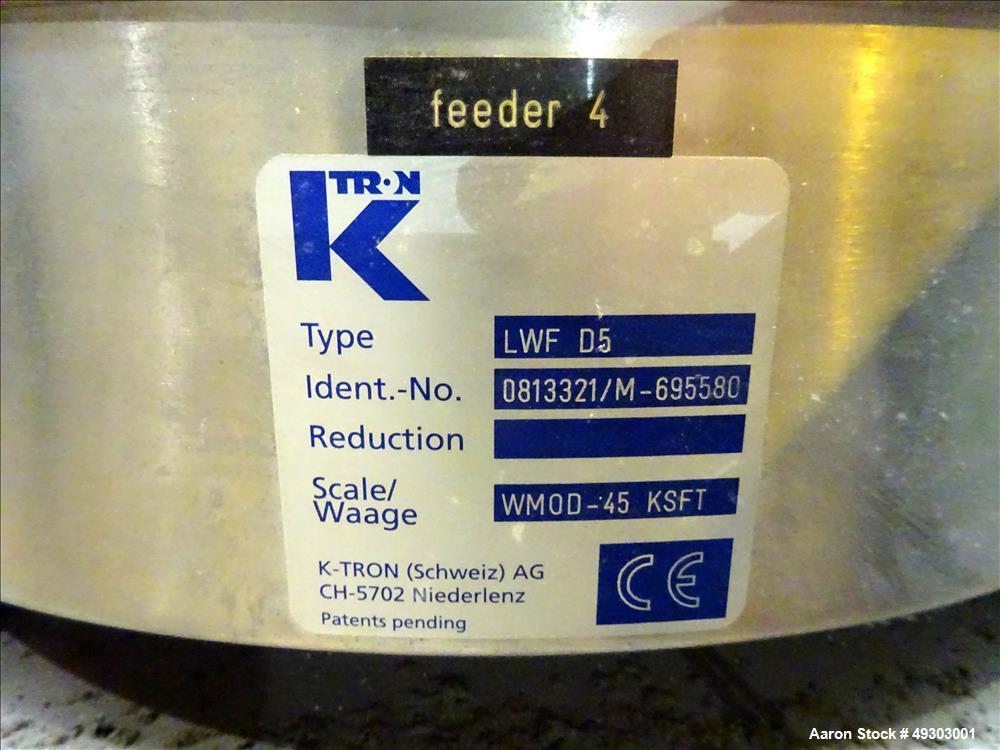 feeder 4
K-TRON
Type LWF D5
Ident.-No. 0813321/M-695580
Reduction
Scale/
Waage WMOD-45 KSFT
K-TRON (Schweiz) AG
CH-5702 Niederlenz
Patents pending
CE
Aaron Stock # 49303001